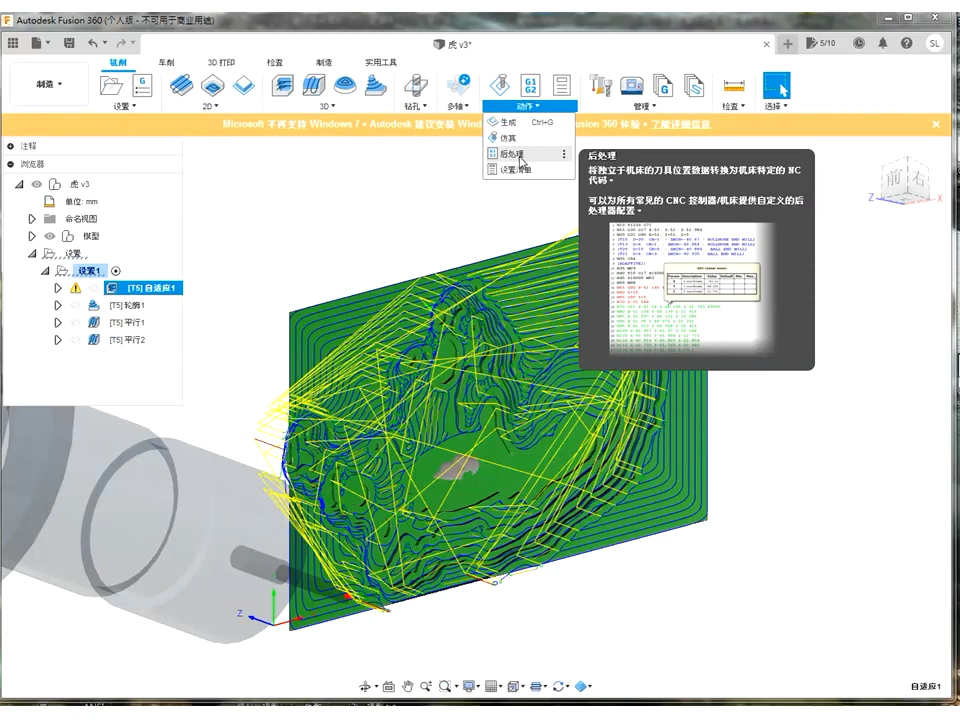 Autodesk Fusion 360 (个人版 - 不可用于商业用途)
虎 v3*
5/10
SL
铣削 车削 3D 打印 检查 制造 实用工具
制造
G1
G2
设置 2D 3D 钻孔 多轴 动作 管理 检查 选择
Microsoft 不再支持 Windows 7 • Autodesk 建议安装 Wind
Fusion 360 体验 • 了解详细信息
生成 Ctrl+G
仿真
后处理
设置清单
注释
浏览器
虎 v3
单位: mm
命名视图
模型
设置
设置1
[T5] 自适应1
[T5] 轮廓1
[T5] 平行1
[T5] 平行2
后处理
将独立于机床的刀具位置数据转换为机床特定的 NC
代码。
可以为所有常见的 CNC 控制器/机床提供自定义的后
处理器配置。
前 右
Z X
Z
自适应1